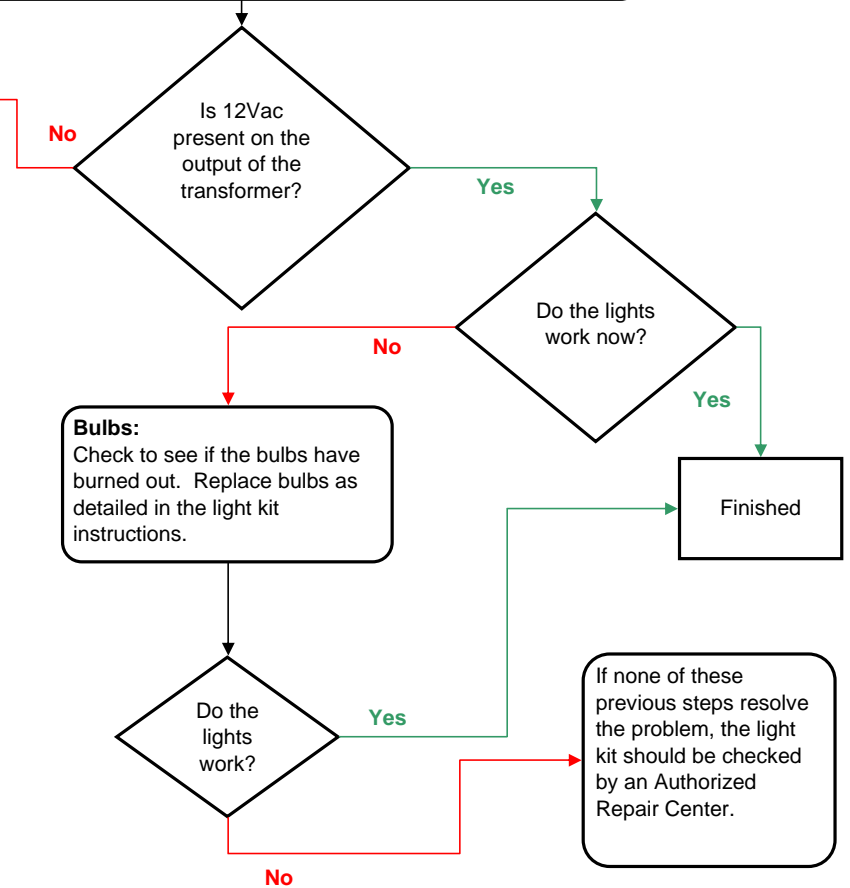 Is 12Vac
present on the
output of the
transformer?
No
Yes
Do the lights
work now?
No
Yes
Bulbs:
Check to see if the bulbs have
burned out.  Replace bulbs as
detailed in the light kit
instructions.
Finished
Do the
lights
work?
Yes
No
If none of these
previous steps resolve
the problem, the light
kit should be checked
by an Authorized
Repair Center.